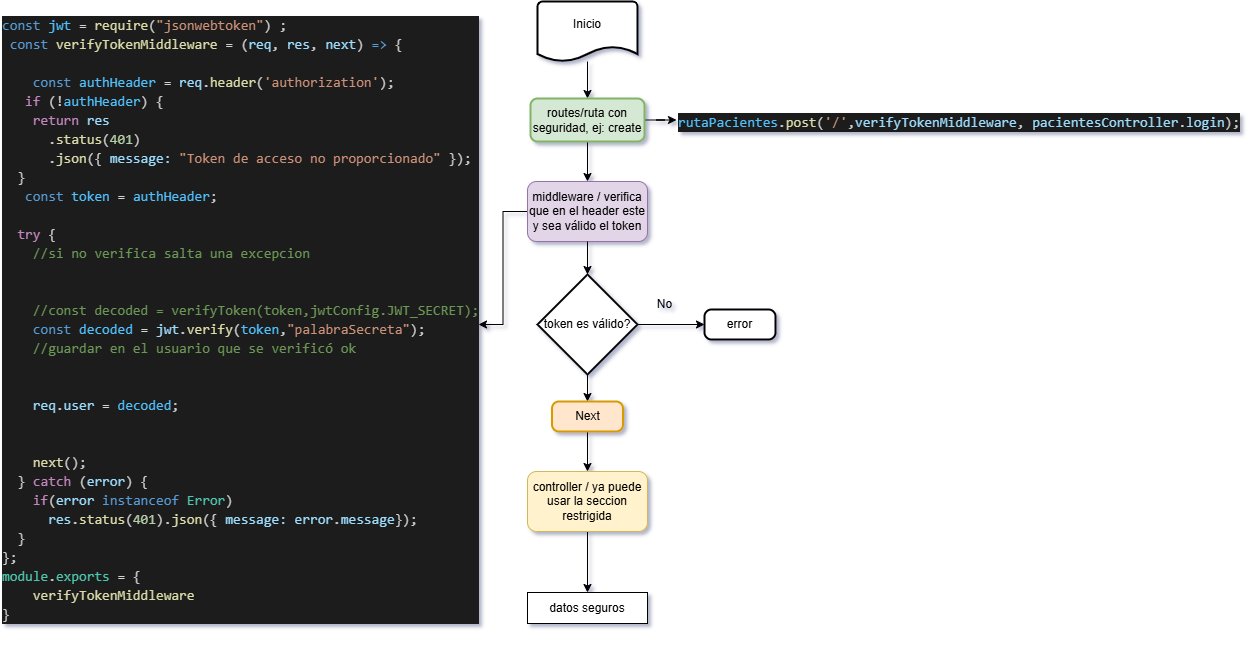 const jwt = require("jsonwebtoken") ;
const verifyTokenMiddleware = (req, res, next) => {
const authHeader = req.header('authorization');
if (!authHeader) {
return res
.status(401)
.json({ message: "Token de acceso no proporcionado" });
}
const token = authHeader;
try {
//si no verifica salta una excepcion
//const decoded = verifyToken(token,jwtConfig.JWT_SECRET);
const decoded = jwt.verify(token,"palabraSecreta");
//guardar en el usuario que se verificó ok
req.user = decoded;
next();
} catch (error) {
if(error instanceof Error)
res.status(401).json({ message: error.message});
}
};
module.exports = {
verifyTokenMiddleware
}
Inicio
routes/ruta con
seguridad, ej: create
rutaPacientes.post('/',verifyTokenMiddleware, pacientesController.login);
middleware / verifica
que en el header este
y sea válido el token
token es válido?
No
error
Next
controller / ya puede
usar la seccion
restrigida
datos seguros